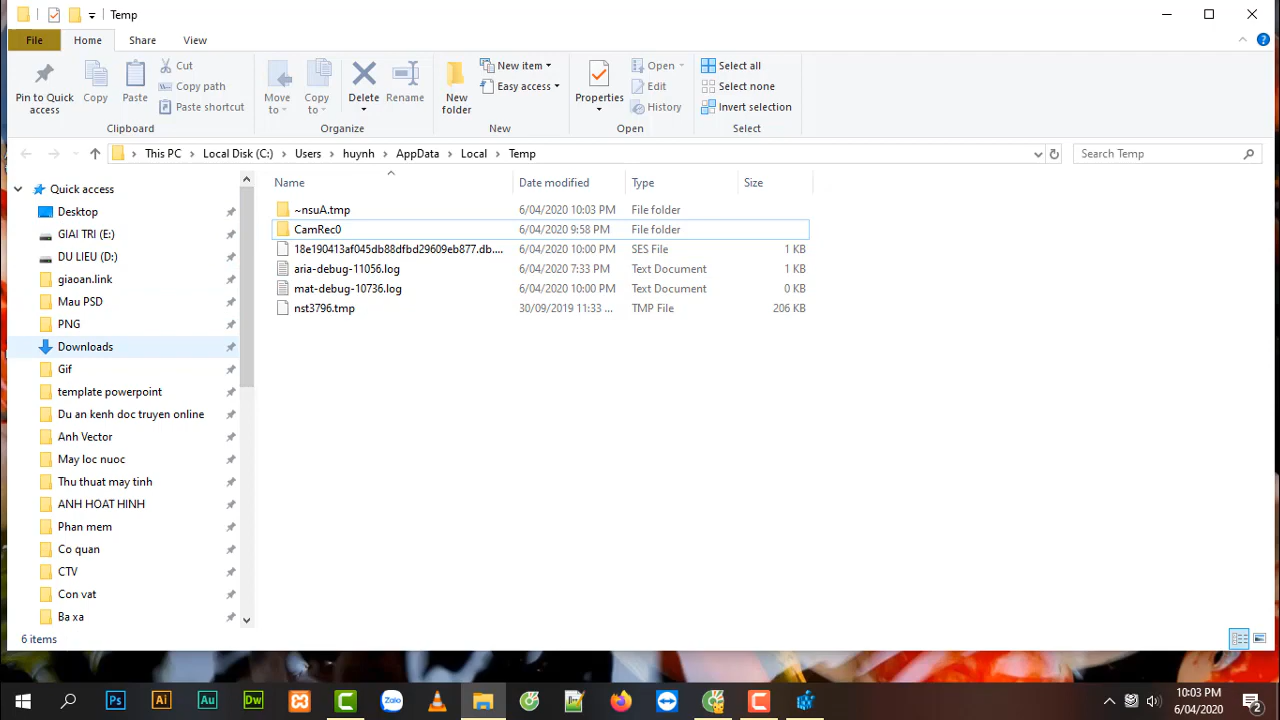 Temp
File Home Share View
Pin to Quick access
Copy
Paste
Cut
Copy path
Paste shortcut
Clipboard
Move to
Copy to
Delete
Rename
Organize
New folder
New item
Easy access
New
Properties
Open
Edit
History
Open
Select all
Select none
Invert selection
Select
This PC > Local Disk (C:) > Users > huynh > AppData > Local > Temp
Search Temp
Name Date modified Type Size
~nsuA.tmp 6/04/2020 10:03 PM File folder
CamRec0 6/04/2020 9:58 PM File folder
18e190413af045db88dfbd29609eb877.db.... 6/04/2020 10:00 PM SES File 1 KB
aria-debug-11056.log 6/04/2020 7:33 PM Text Document 1 KB
mat-debug-10736.log 6/04/2020 10:00 PM Text Document 0 KB
nst3796.tmp 30/09/2019 11:33 ... TMP File 206 KB
Quick access
Desktop
GIAI TRI (E:)
DU LIEU (D:)
giaoan.link
Mau PSD
PNG
Downloads
Gif
template powerpoint
Du an kenh doc truyen online
Anh Vector
May loc nuoc
Thu thuat may tinh
ANH HOAT HINH
Phan mem
Co quan
CTV
Con vat
Ba xa
6 items
Ps Ai Au Dw Zalo
10:03 PM
6/04/2020
2